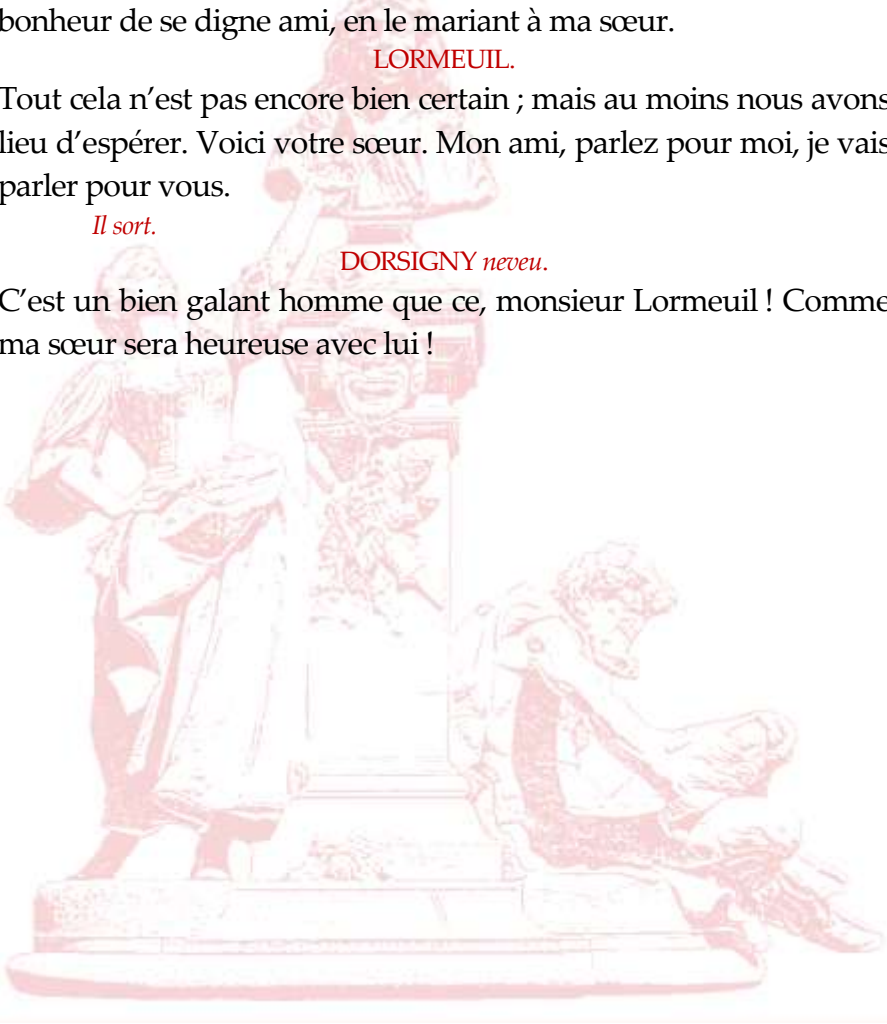 bonheur de se digne ami, en le mariant à ma sœur.
LORMEUIL.
Tout cela n’est pas encore bien certain ; mais au moins nous avons
lieu d’espérer. Voici votre sœur. Mon ami, parlez pour moi, je vais
parler pour vous.
Il sort.
DORSIGNY neveu.
C’est un bien galant homme que ce, monsieur Lormeuil ! Comme
ma sœur sera heureuse avec lui !